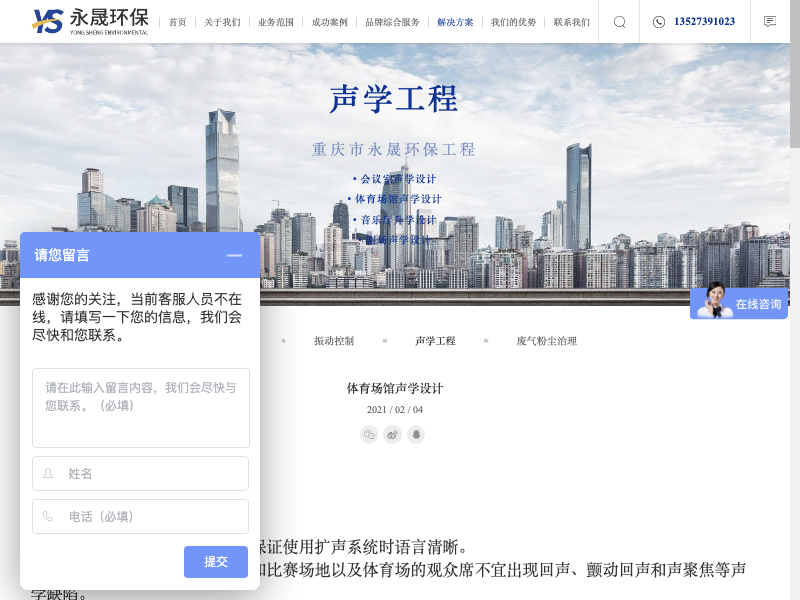 永晟环保
YONG SHENG ENVIRONMENTAL
首页 关于我们 业务范围 成功案例 品牌综合服务 解决方案 我们的优势 联系我们 13527391023
声学工程
重庆市永晟环保工程
• 会议室声学设计
• 体育场馆声学设计
• 音乐厅声学设计
声学设计
请您留言
感谢您的关注，当前客服人员不在
线，请填写一下您的信息，我们会
尽快和您联系。
请在此输入留言内容，我们会尽快与
您联系。（必填）
姓名
电话（必填）
提交
在线咨询
振动控制 声学工程 废气粉尘治理
体育场馆声学设计
2021 / 02 / 04
保证使用扩声系统时语言清晰。
和比赛场地以及体育场的观众席不宜出现回声、颤动回声和声聚焦等声
学缺陷。